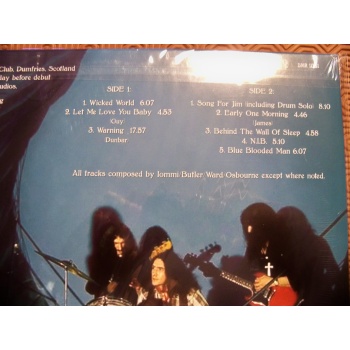 Club, Dumfries, Scotland
lay before debut
udios.
SIDE 1:
1. Wicked World 6.07
2. Let Me Love You Baby 4.53
(Guy)
3. Warning 17.57
Dunbar
SIDE 2:
1. Song For Jim (including Drum Solo) 8.10
2. Early One Morning 4.46
(James)
3. Behind The Wall Of Sleep 4.58
4. N.I.B. 5.10
5. Blue Blooded Man 6.07
All tracks composed by Iommi/Butler/Ward/Osbourne except where noted.